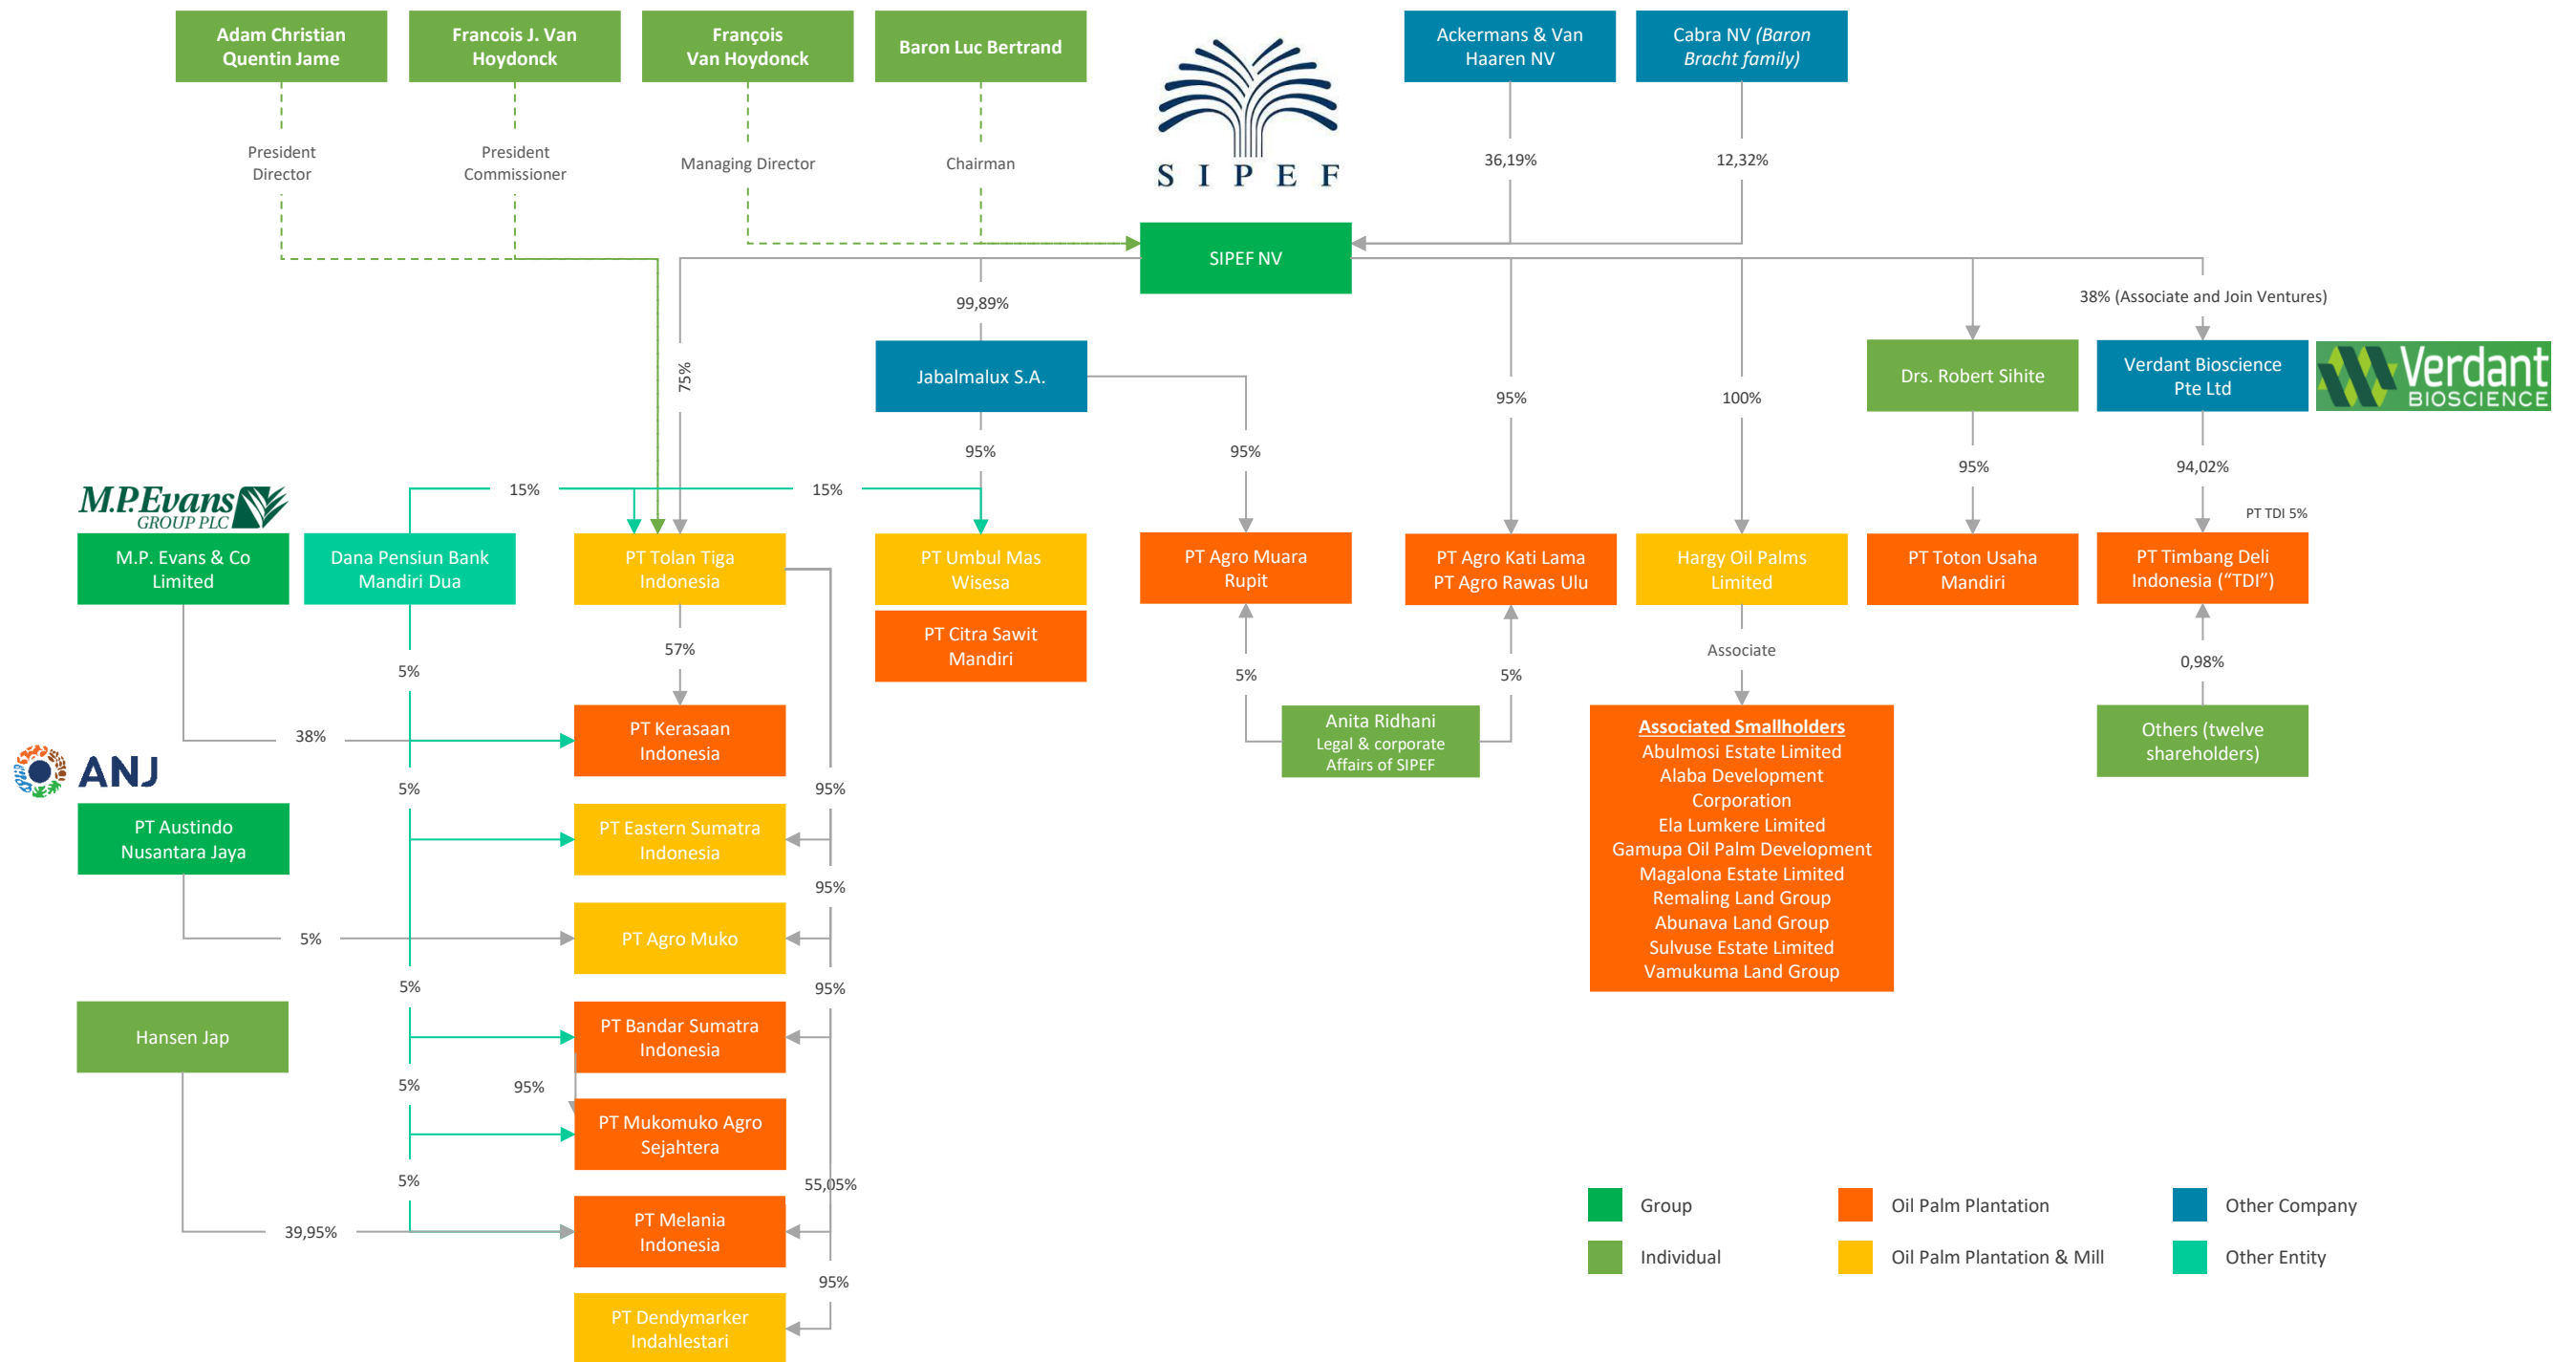 Adam Christian
Quentin Jame
Francois J. Van
Hoydonck
François
Van Hoydonck
Baron Luc Bertrand
SIPEF
Ackermans & Van
Haaren NV
Cabra NV (Baron
Bracht family)
President
Director
President
Commissioner
Managing Director
Chairman
36,19%
12,32%
SIPEF NV
99,89%
38% (Associate and Join Ventures)
75%
Jabalmalux S.A.
95%
100%
Drs. Robert Sihite
Verdant Bioscience
Pte Ltd
Verdant
BIOSCIENCE
95%
95%
95%
94,02%
15%
15%
M.P.Evans
GROUP PLC
PT TDI 5%
M.P. Evans & Co
Limited
Dana Pensiun Bank
Mandiri Dua
PT Tolan Tiga
Indonesia
PT Umbul Mas
Wisesa
PT Agro Muara
Rupit
PT Agro Kati Lama
PT Agro Rawas Ulu
Hargy Oil Palms
Limited
PT Toton Usaha
Mandiri
PT Timbang Deli
Indonesia (“TDI”)
PT Citra Sawit
Mandiri
57%
5%
5%
5%
Associate
0,98%
38%
PT Kerasaan
Indonesia
Anita Ridhani
Legal & corporate
Affairs of SIPEF
Associated Smallholders
Abulmosi Estate Limited
Alaba Development
Corporation
Ela Lumkere Limited
Gamupa Oil Palm Development
Magalona Estate Limited
Remaling Land Group
Abunava Land Group
Sulvuse Estate Limited
Vamukuma Land Group
Others (twelve
shareholders)
ANJ
5%
95%
PT Austindo
Nusantara Jaya
PT Eastern Sumatra
Indonesia
95%
5%
PT Agro Muko
5%
95%
Hansen Jap
PT Bandar Sumatra
Indonesia
5%
95%
PT Mukomuko Agro
Sejahtera
5%
55,05%
39,95%
PT Melania
Indonesia
95%
PT Dendymarker
Indahlestari
Group
Oil Palm Plantation
Other Company
Individual
Oil Palm Plantation & Mill
Other Entity